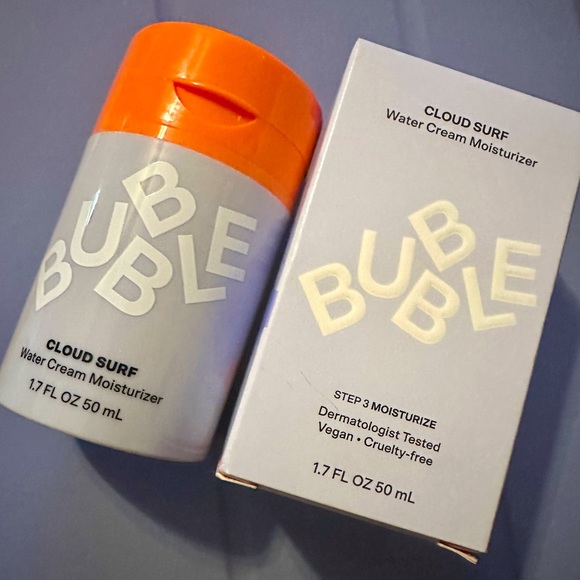 BUBBLE
CLOUD SURF
Water Cream Moisturizer
1.7 FL OZ 50 mL
CLOUD SURF
Water Cream Moisturizer
BUBBLE
STEP 3 MOISTURIZE
Dermatologist Tested
Vegan • Cruelty-free
1.7 FL OZ 50 mL